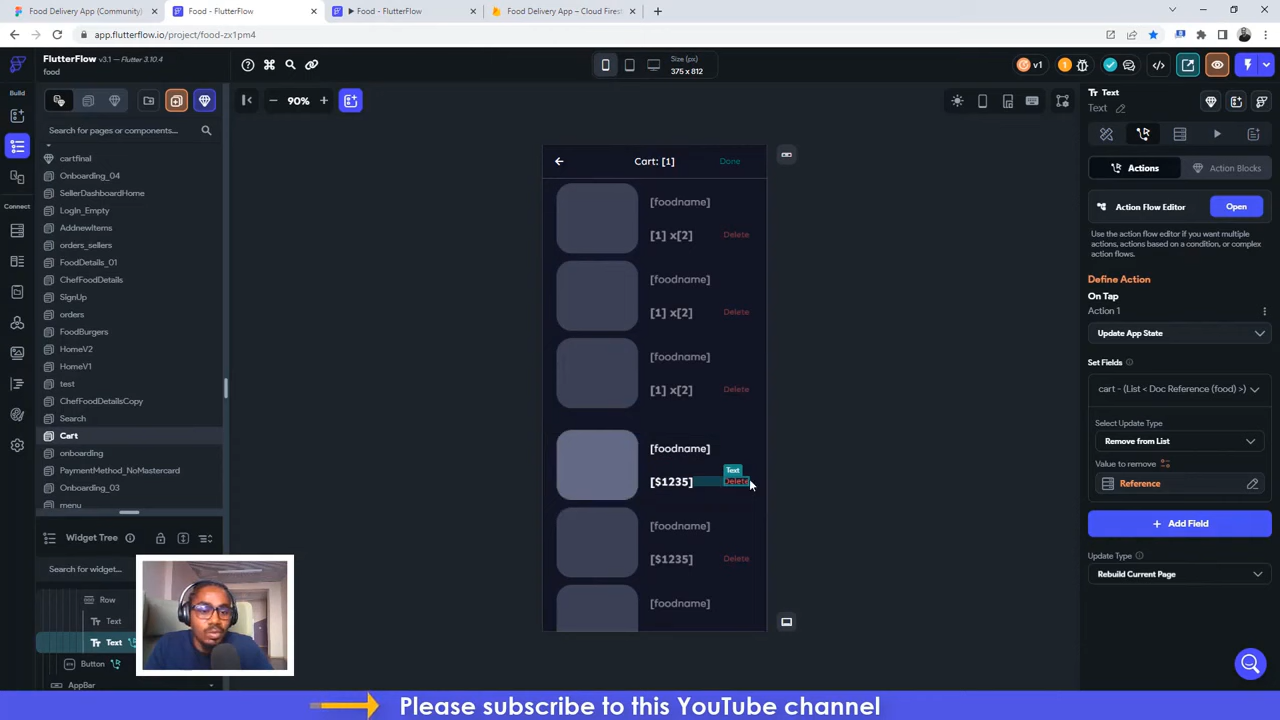 Food Delivery App (Community)
Food - FlutterFlow
Food - FlutterFlow
Food Delivery App – Cloud Fires
app.flutterflow.io/project/food-zx1pm4
FlutterFlow v3.1 — Flutter 3.10.4
food
Size (px)
375 x 812
v1
1
Build
Connect
90%
Search for pages or components...
cartfinal
Onboarding_04
SellerDashboardHome
LogIn_Empty
AddnewItems
orders_sellers
FoodDetails_01
ChefFoodDetails
SignUp
orders
FoodBurgers
HomeV2
HomeV1
test
ChefFoodDetailsCopy
Search
Cart
onboarding
PaymentMethod_NoMastercard
Onboarding_03
menu
Widget Tree
Search for widget...
Row
Text
Text
Button
AppBar
Cart: [1]
Done
[foodname]
[1] x[2]
Delete
[foodname]
[1] x[2]
Delete
[foodname]
[1] x[2]
Delete
[foodname]
Text
[$1235]
Delete
[foodname]
[$1235]
Delete
[foodname]
Text
Text
Actions
Action Blocks
Action Flow Editor
Open
Use the action flow editor if you want multiple
actions, actions based on a condition, or complex
action flows.
Define Action
On Tap
Action 1
Update App State
Set Fields
cart - (List < Doc Reference (food) >)
Select Update Type
Remove from List
Value to remove
Reference
Add Field
Update Type
Rebuild Current Page
Please subscribe to this YouTube channel